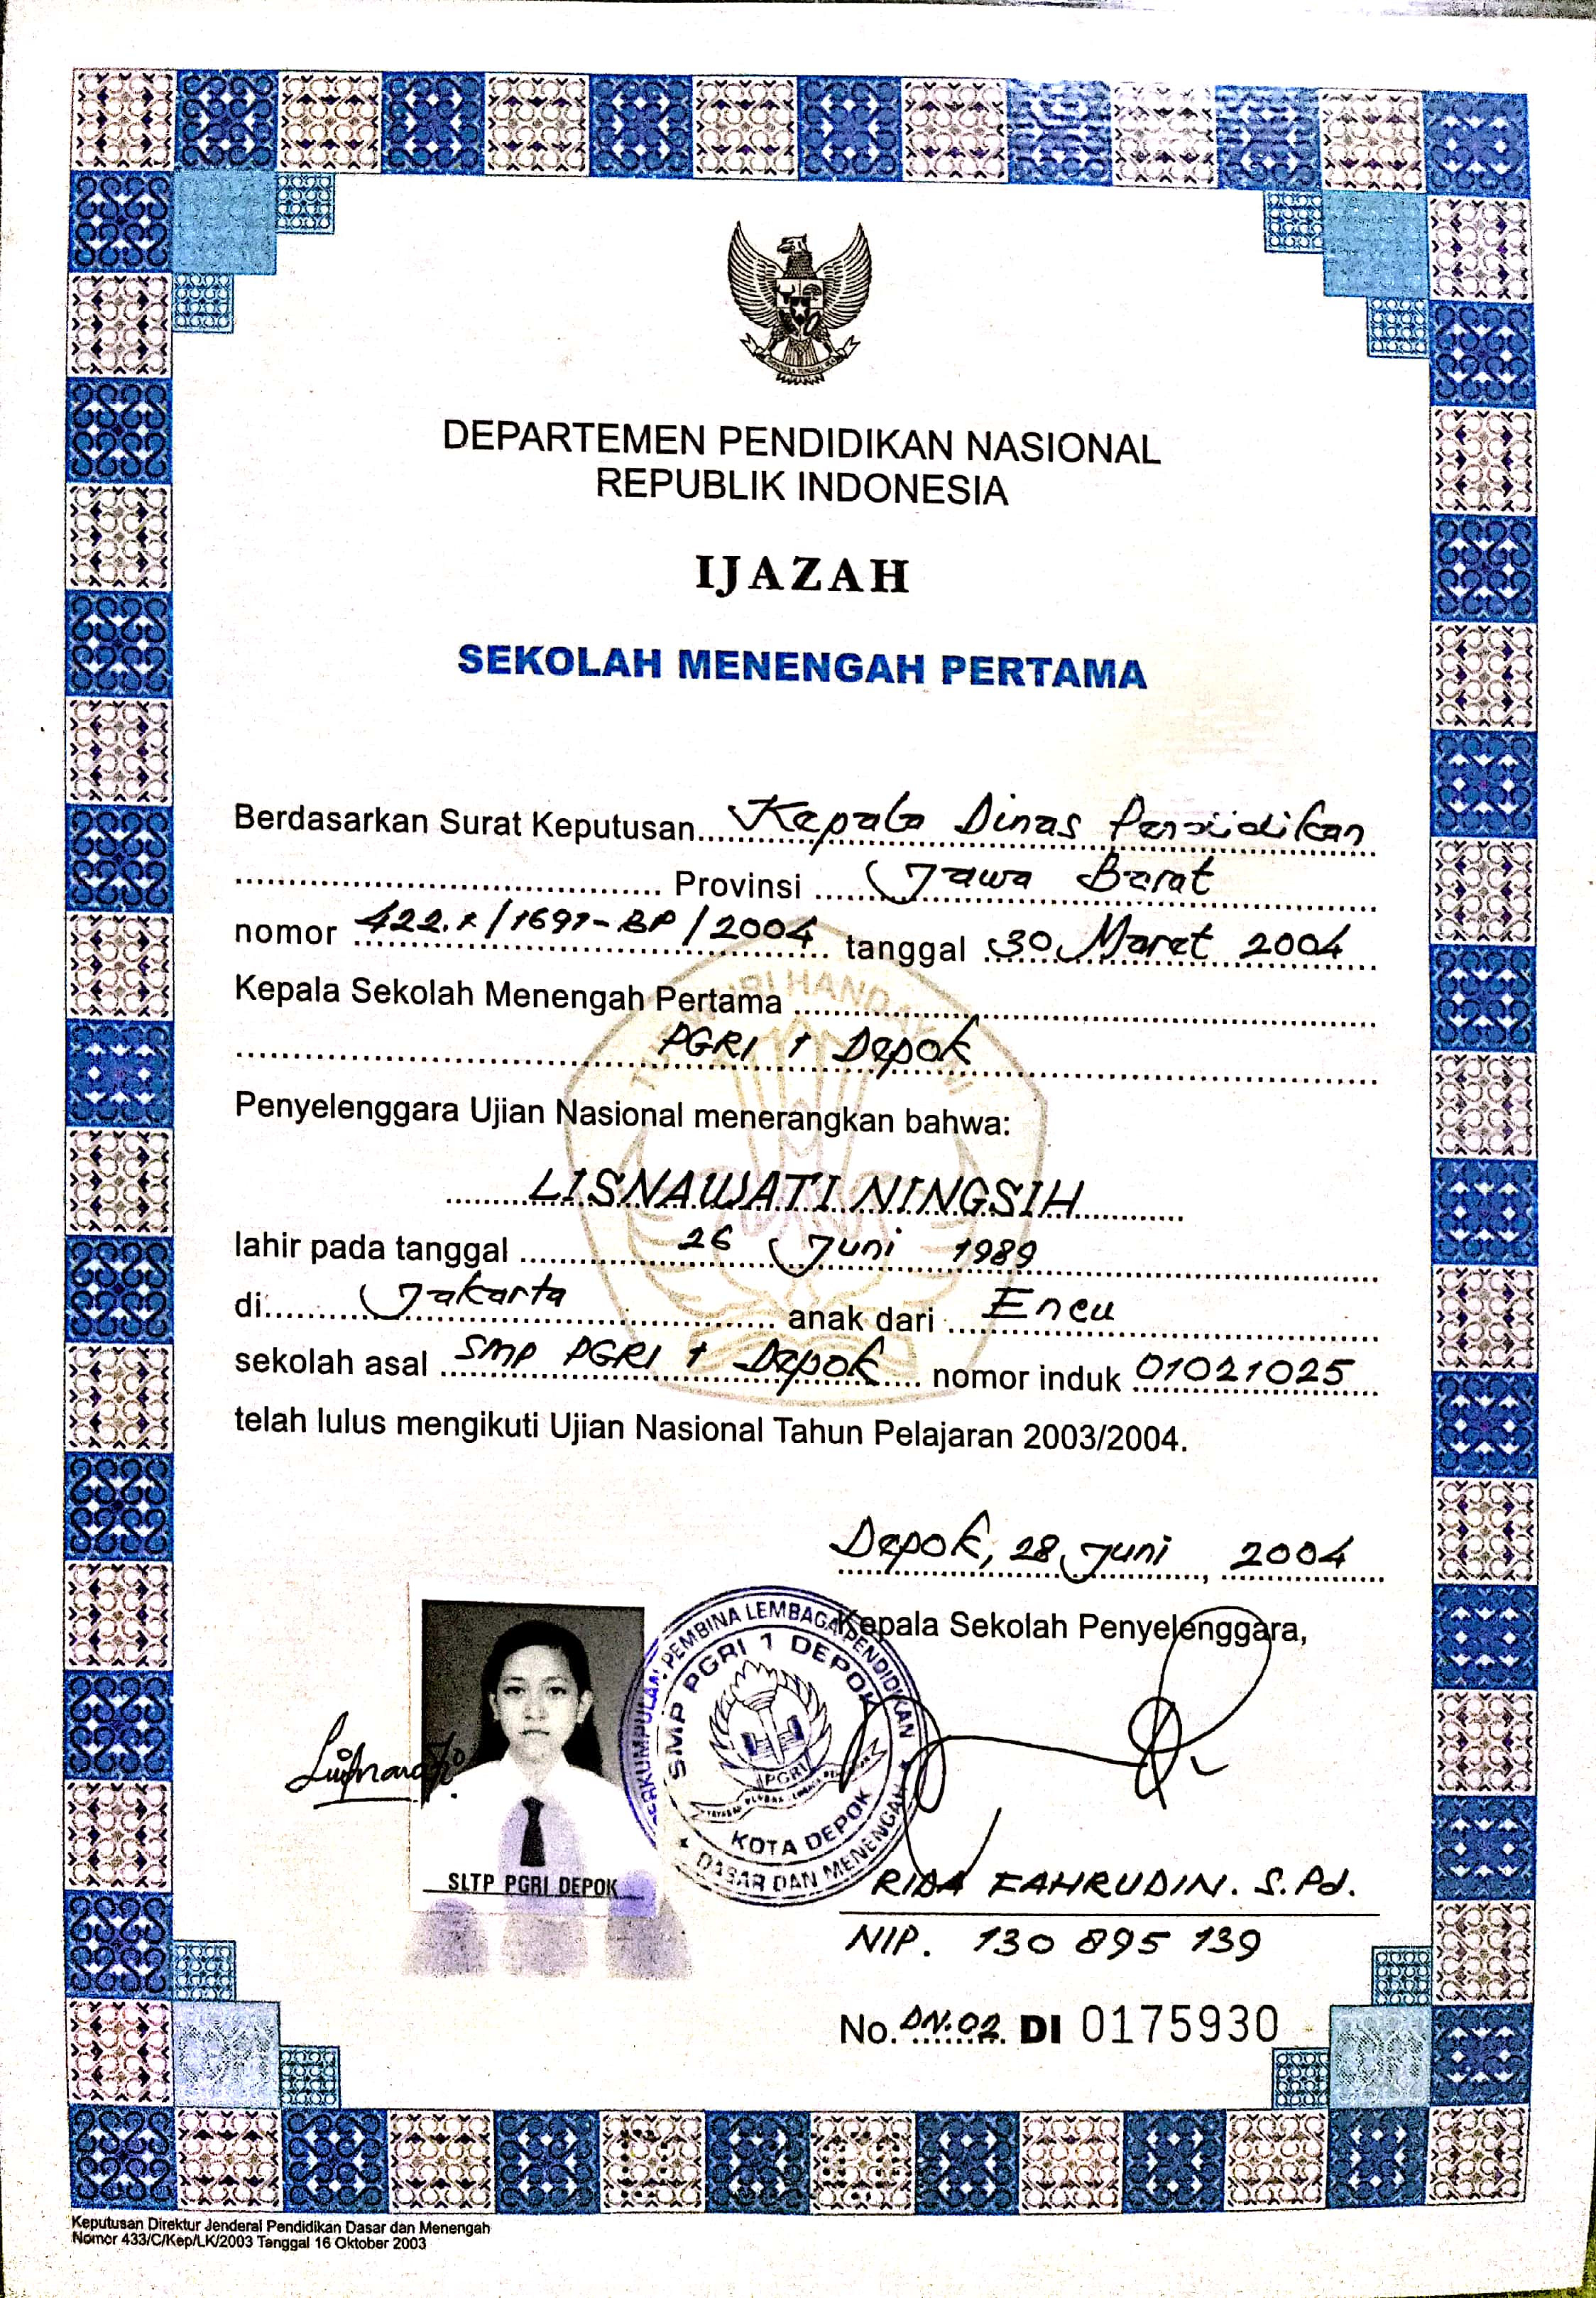 DEPARTEMEN PENDIDIKAN NASIONAL
REPUBLIK INDONESIA
IJAZAH
SEKOLAH MENENGAH PERTAMA
Berdasarkan Surat Keputusan Kepala Dinas Pendidikan
Provinsi Jawa Barat
nomor 422.1/1691-BP/2004 tanggal 30 Maret 2004
Kepala Sekolah Menengah Pertama
PGRI 1 Depok
Penyelenggara Ujian Nasional menerangkan bahwa:
LISNAWATI NINGSIH
lahir pada tanggal 26 Juni 1989
di Jakarta anak dari Encu
sekolah asal SMP PGRI 1 Depok nomor induk 01021025
telah lulus mengikuti Ujian Nasional Tahun Pelajaran 2003/2004.
Depok, 28 Juni, 2004
Kepala Sekolah Penyelenggara,
PERKUMPULAN PEMBINA LEMBAGA PENDIDIKAN
DASAR DAN MENENGAH
SMP PGRI 1 DEPOK
PGRI
KOTA DEPOK
SLTP PGRI DEPOK
RIDA FAHRUDIN. S.Pd.
NIP. 130 895 139
No. DN.02 DI 0175930
Keputusan Direktur Jenderal Pendidikan Dasar dan Menengah
Nomor 433/C/Kep/LK/2003 Tanggal 16 Oktober 2003